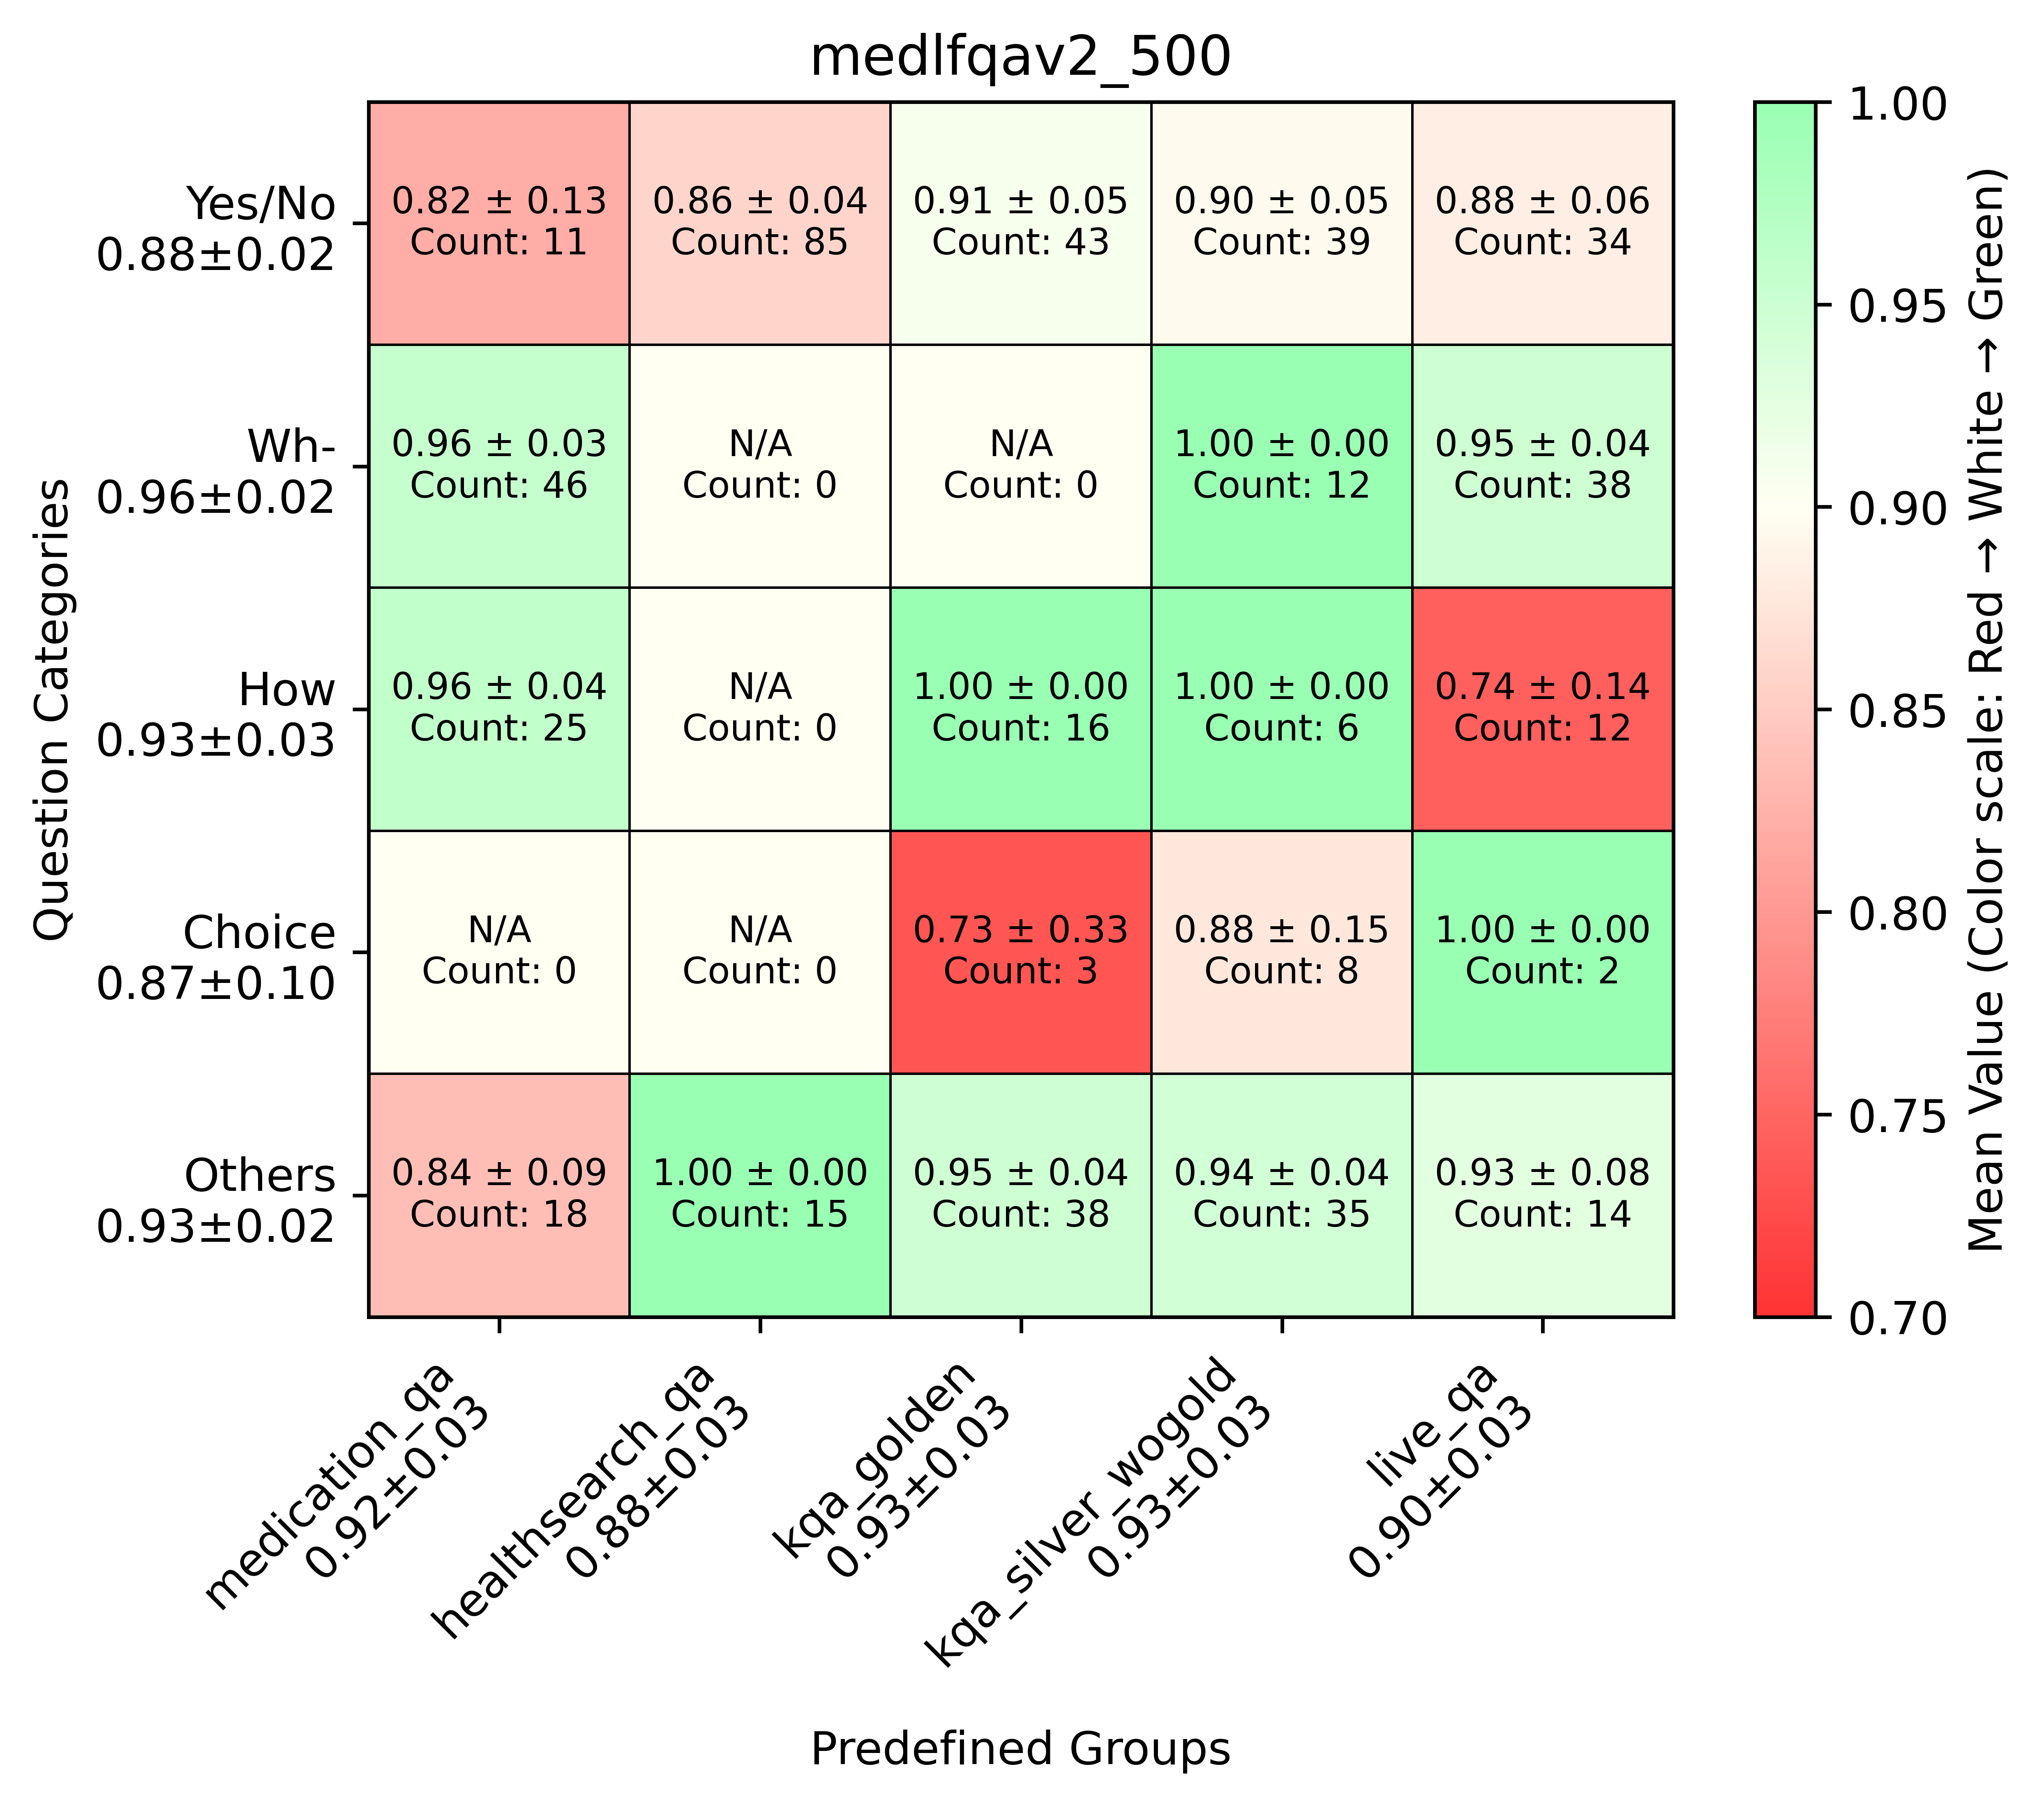 medlfqav2_500
Question Categories
Yes/No
0.88±0.02
0.82 ± 0.13
Count: 11
0.86 ± 0.04
Count: 85
0.91 ± 0.05
Count: 43
0.90 ± 0.05
Count: 39
0.88 ± 0.06
Count: 34
Wh-
0.96±0.02
0.96 ± 0.03
Count: 46
N/A
Count: 0
N/A
Count: 0
1.00 ± 0.00
Count: 12
0.95 ± 0.04
Count: 38
How
0.93±0.03
0.96 ± 0.04
Count: 25
N/A
Count: 0
1.00 ± 0.00
Count: 16
1.00 ± 0.00
Count: 6
0.74 ± 0.14
Count: 12
Choice
0.87±0.10
N/A
Count: 0
N/A
Count: 0
0.73 ± 0.33
Count: 3
0.88 ± 0.15
Count: 8
1.00 ± 0.00
Count: 2
Others
0.93±0.02
0.84 ± 0.09
Count: 18
1.00 ± 0.00
Count: 15
0.95 ± 0.04
Count: 38
0.94 ± 0.04
Count: 35
0.93 ± 0.08
Count: 14
medication_qa
0.92±0.03
healthsearch_qa
0.88±0.03
kqa_golden
0.93±0.03
kqa_silver_wogold
0.93±0.03
live_qa
0.90±0.03
Predefined Groups
1.00
0.95
0.90
0.85
0.80
0.75
0.70
Mean Value (Color scale: Red → White → Green)